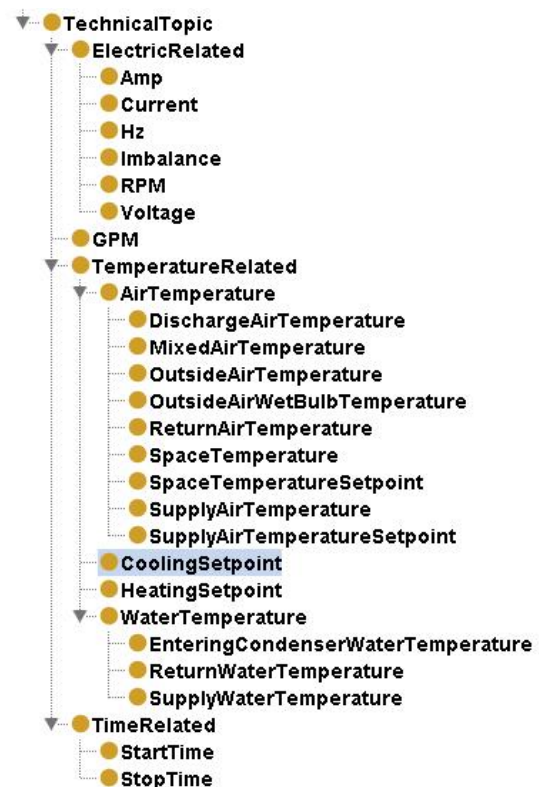 TechnicalTopic
ElectricRelated
Amp
Current
Hz
Imbalance
RPM
Voltage
GPM
TemperatureRelated
AirTemperature
DischargeAirTemperature
MixedAirTemperature
OutsideAirTemperature
OutsideAirWetBulbTemperature
ReturnAirTemperature
SpaceTemperature
SpaceTemperatureSetpoint
SupplyAirTemperature
SupplyAirTemperatureSetpoint
CoolingSetpoint
HeatingSetpoint
WaterTemperature
EnteringCondenserWaterTemperature
ReturnWaterTemperature
SupplyWaterTemperature
TimeRelated
StartTime
StopTime